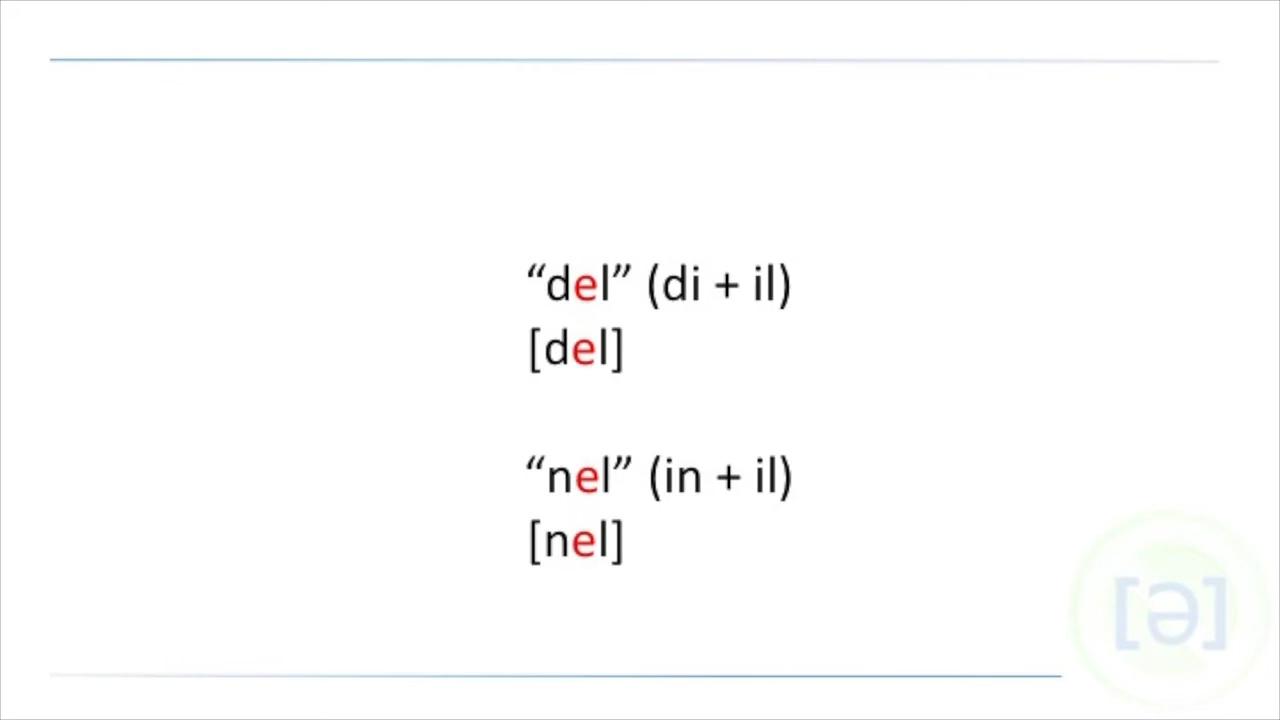 “del” (di + il)
[del]
“nel” (in + il)
[nel]
[ə]